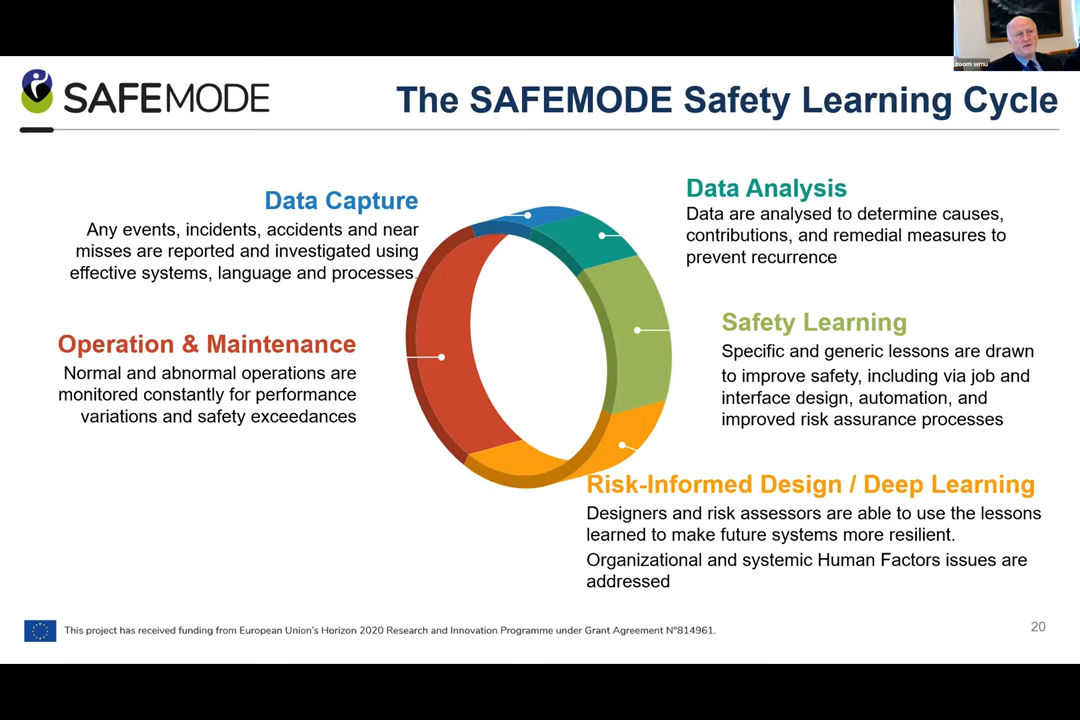 zoom wmu
SAFEMODE
The SAFEMODE Safety Learning Cycle
Data Capture
Any events, incidents, accidents and near
misses are reported and investigated using
effective systems, language and processes.
Operation & Maintenance
Normal and abnormal operations are
monitored constantly for performance
variations and safety exceedances
Data Analysis
Data are analysed to determine causes,
contributions, and remedial measures to
prevent recurrence
Safety Learning
Specific and generic lessons are drawn
to improve safety, including via job and
interface design, automation, and
improved risk assurance processes
Risk-Informed Design / Deep Learning
Designers and risk assessors are able to use the lessons
learned to make future systems more resilient.
Organizational and systemic Human Factors issues are
addressed
This project has received funding from European Union's Horizon 2020 Research and Innovation Programme under Grant Agreement N°814961.
20